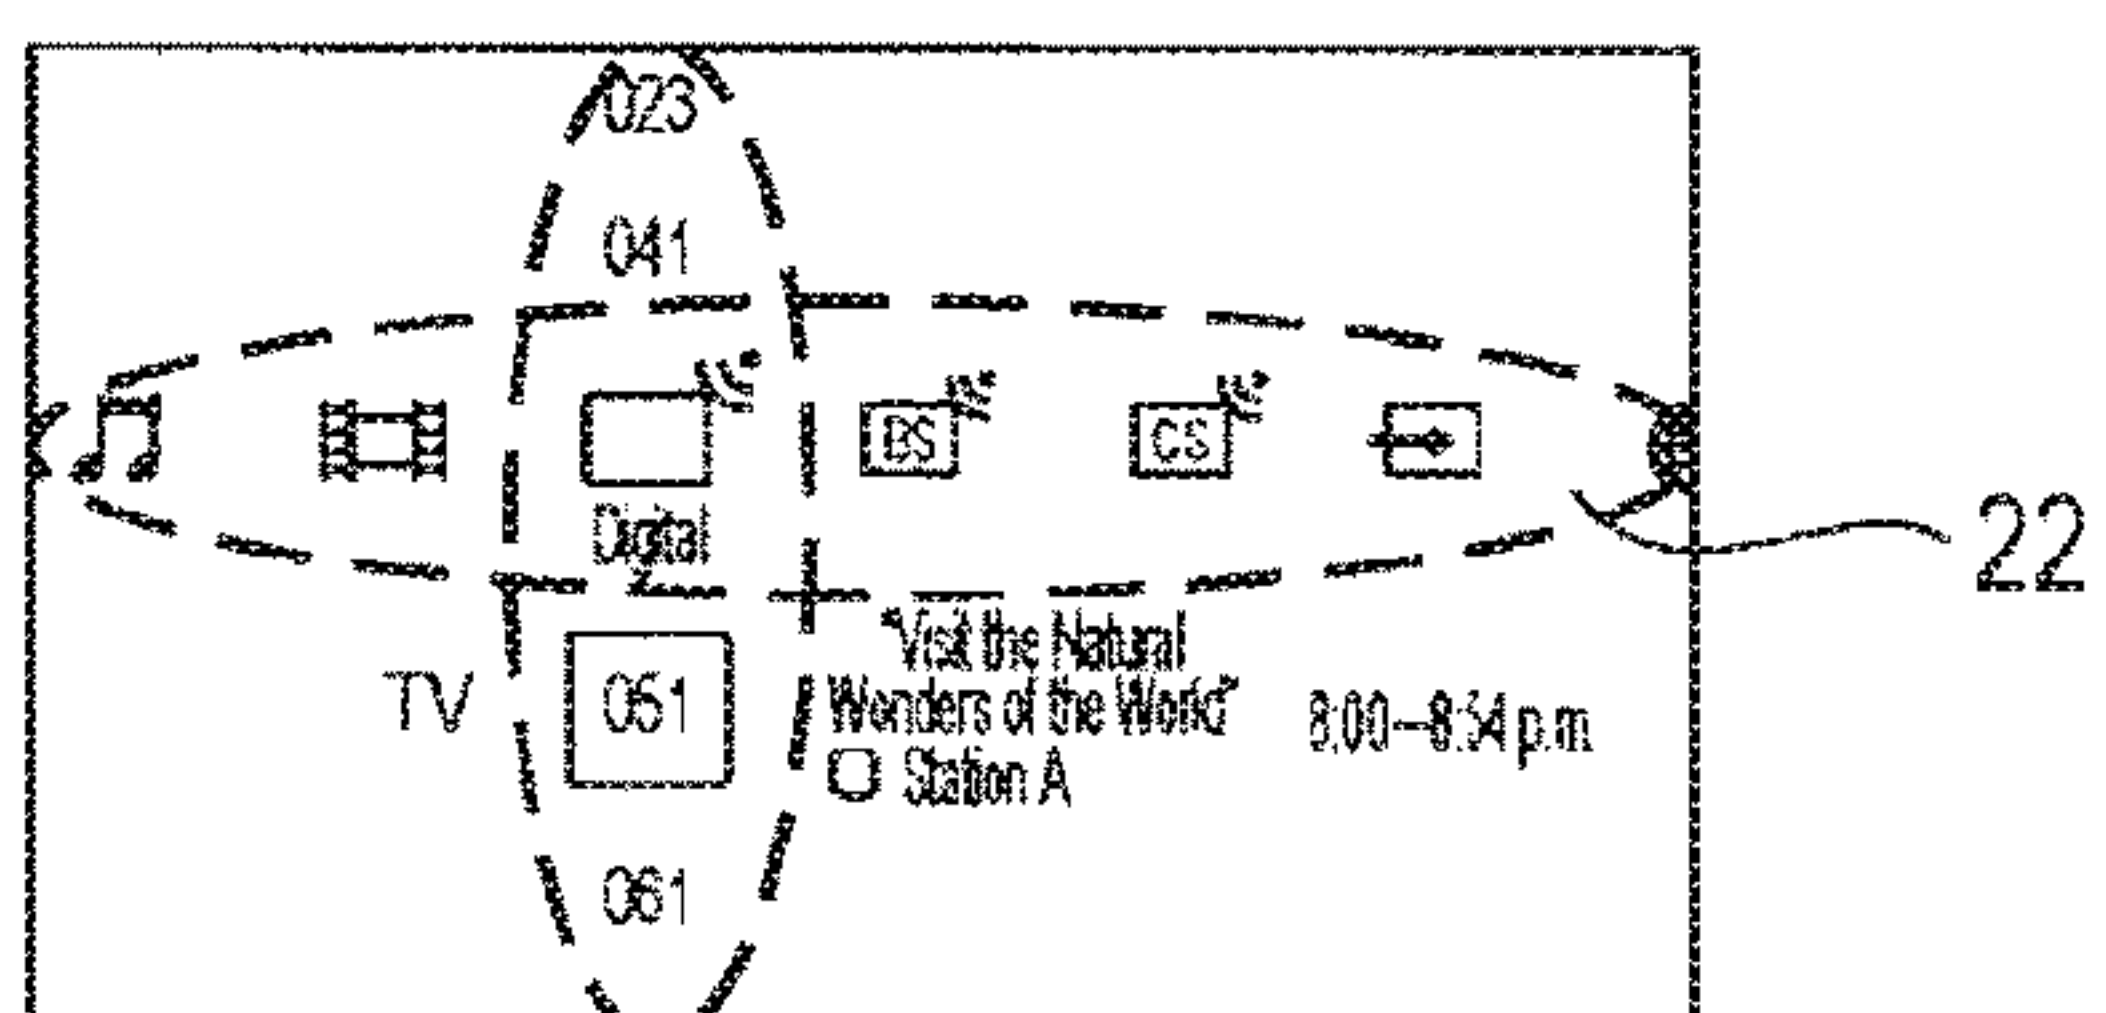 023
041
BS
CS
Digital
22
TV
051
"Visit the Natural
Wonders of the World"
Station A
8:00–8:54 p.m.
061